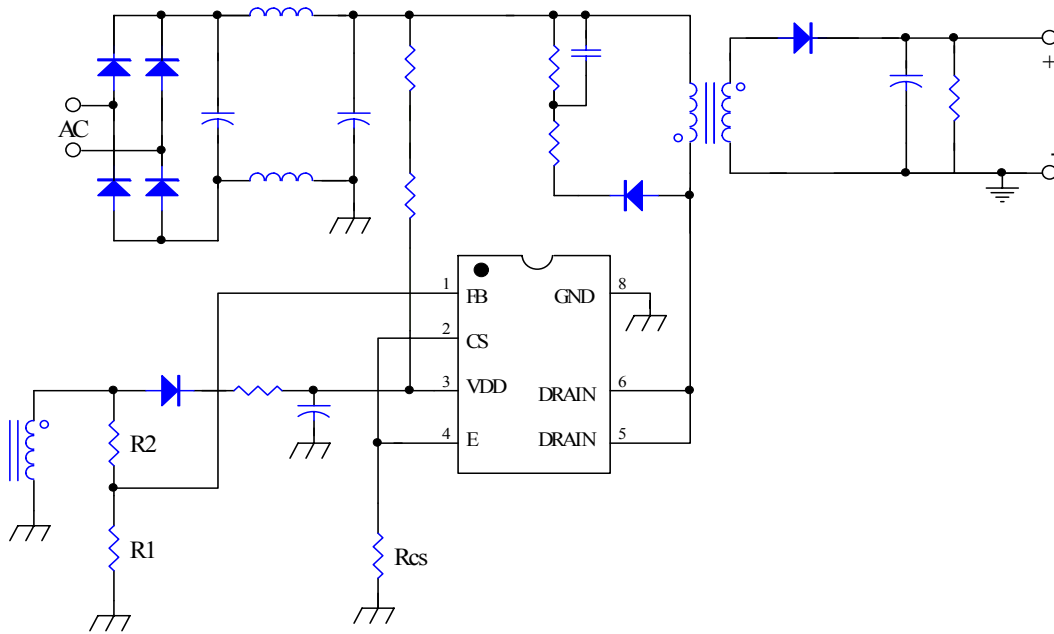 +
AC
-
1 FB GND 8
2 CS
3 VDD DRAIN 6
4 E DRAIN 5
R2
R1 Rcs